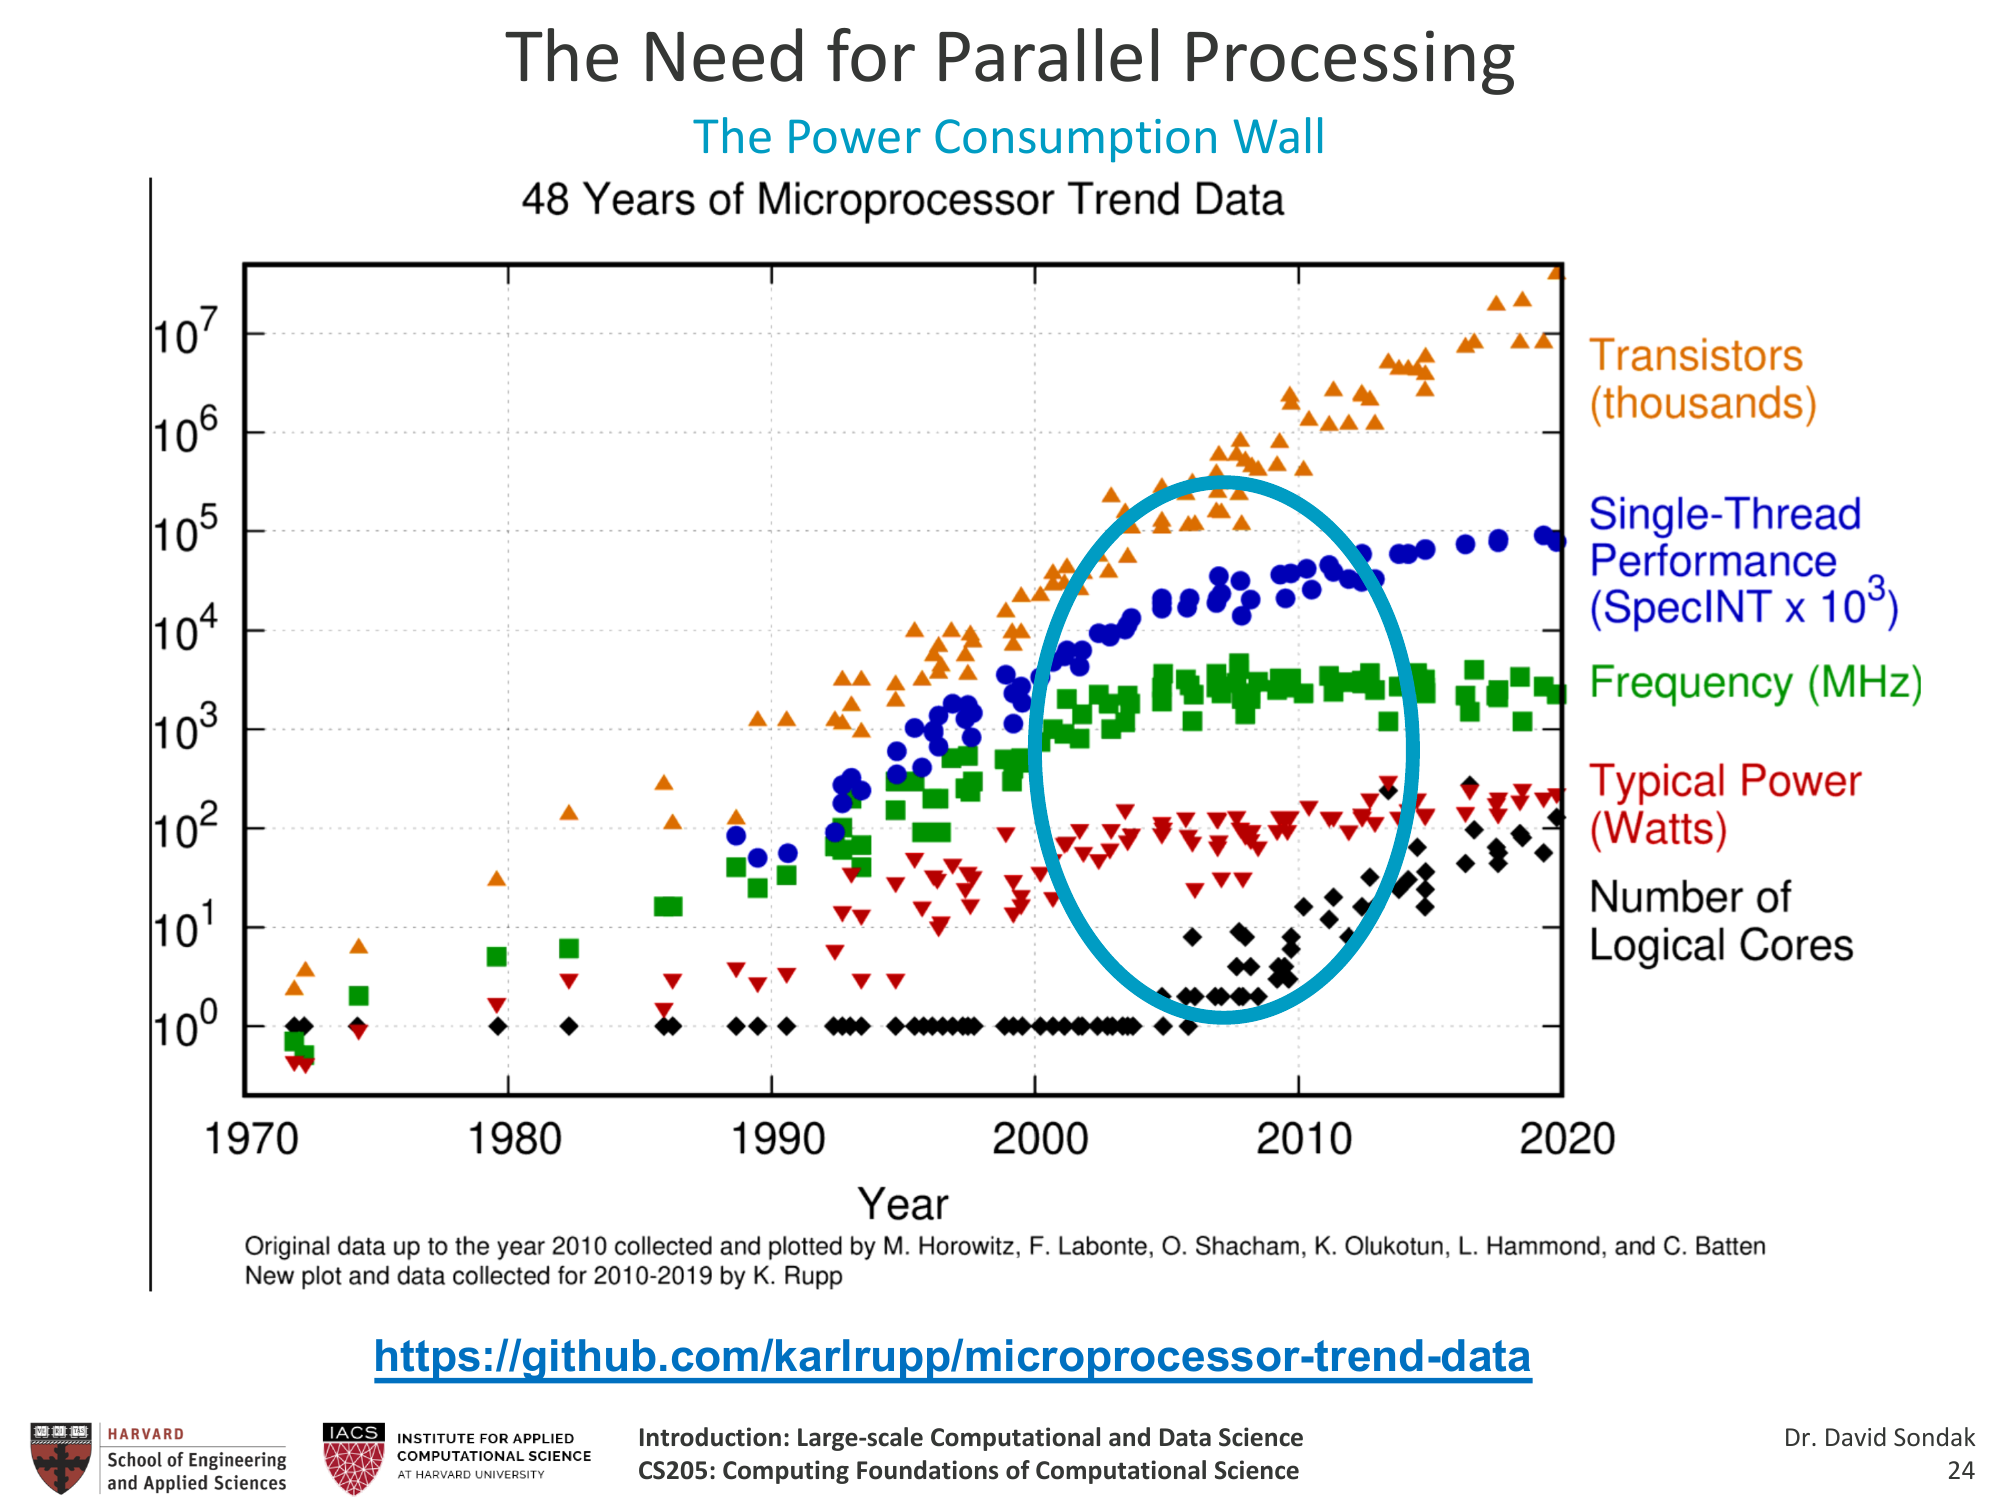 The Need for Parallel Processing
The Power Consumption Wall
48 Years of Microprocessor Trend Data
10^7
10^6
10^5
10^4
10^3
10^2
10^1
10^0
Transistors
(thousands)
Single-Thread
Performance
(SpecINT x 10^3)
Frequency (MHz)
Typical Power
(Watts)
Number of
Logical Cores
1970 1980 1990 2000 2010 2020
Year
Original data up to the year 2010 collected and plotted by M. Horowitz, F. Labonte, O. Shacham, K. Olukotun, L. Hammond, and C. Batten
New plot and data collected for 2010-2019 by K. Rupp
https://github.com/karlrupp/microprocessor-trend-data
HARVARD
School of Engineering
and Applied Sciences
IACS
INSTITUTE FOR APPLIED
COMPUTATIONAL SCIENCE
AT HARVARD UNIVERSITY
Introduction: Large-scale Computational and Data Science
CS205: Computing Foundations of Computational Science
Dr. David Sondak
24